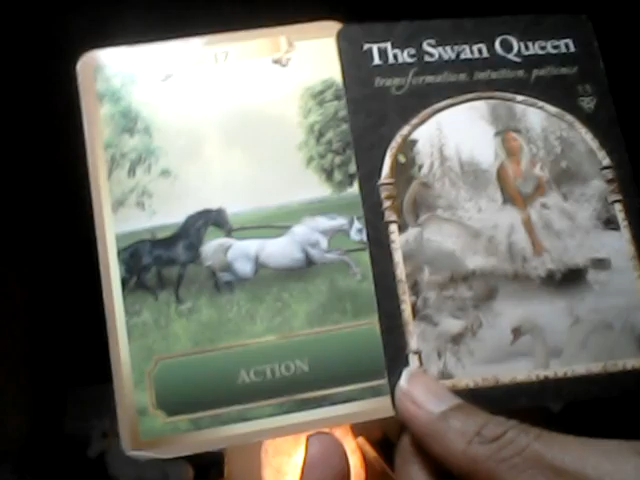 17
ACTION
The Swan Queen
transformation, intuition, patience